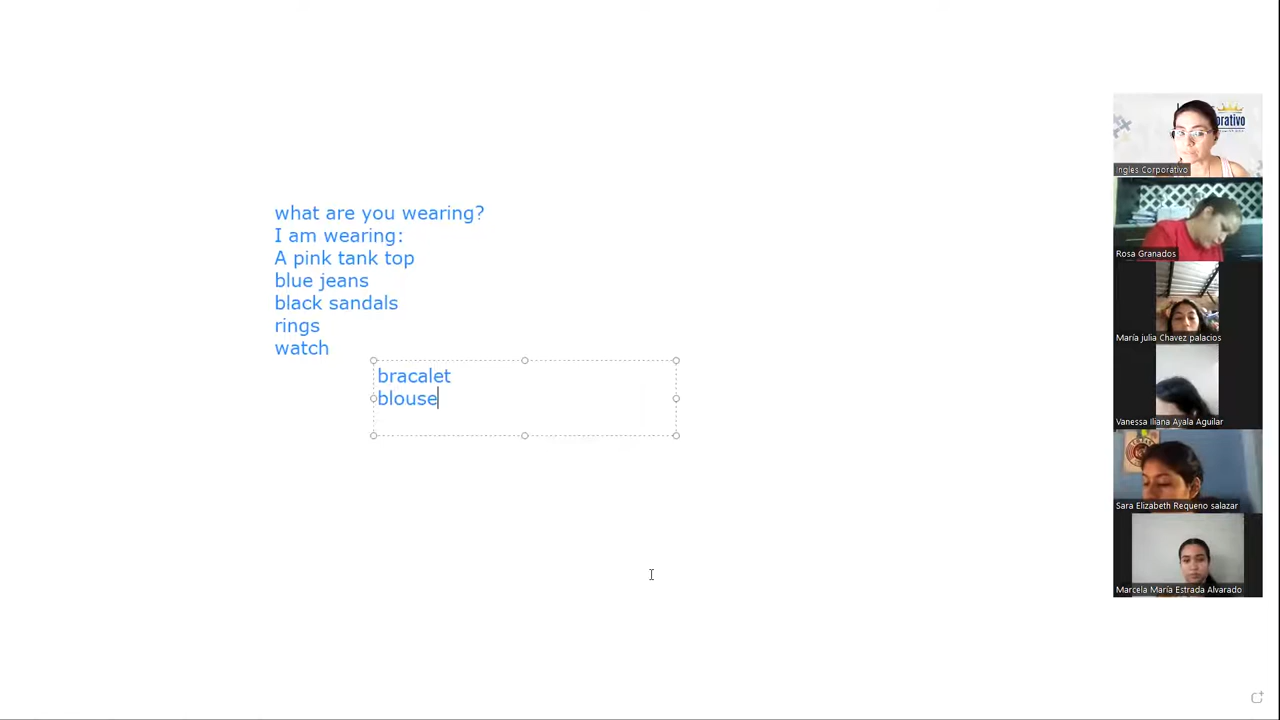 what are you wearing?
I am wearing:
A pink tank top
blue jeans
black sandals
rings
watch
bracalet
blouse
Ingles Corporativo
Rosa Granados
María julia Chavez palacios
Vanessa Iliana Ayala Aguilar
Sara Elizabeth Requeno salazar
Marcela María Estrada Alvarado